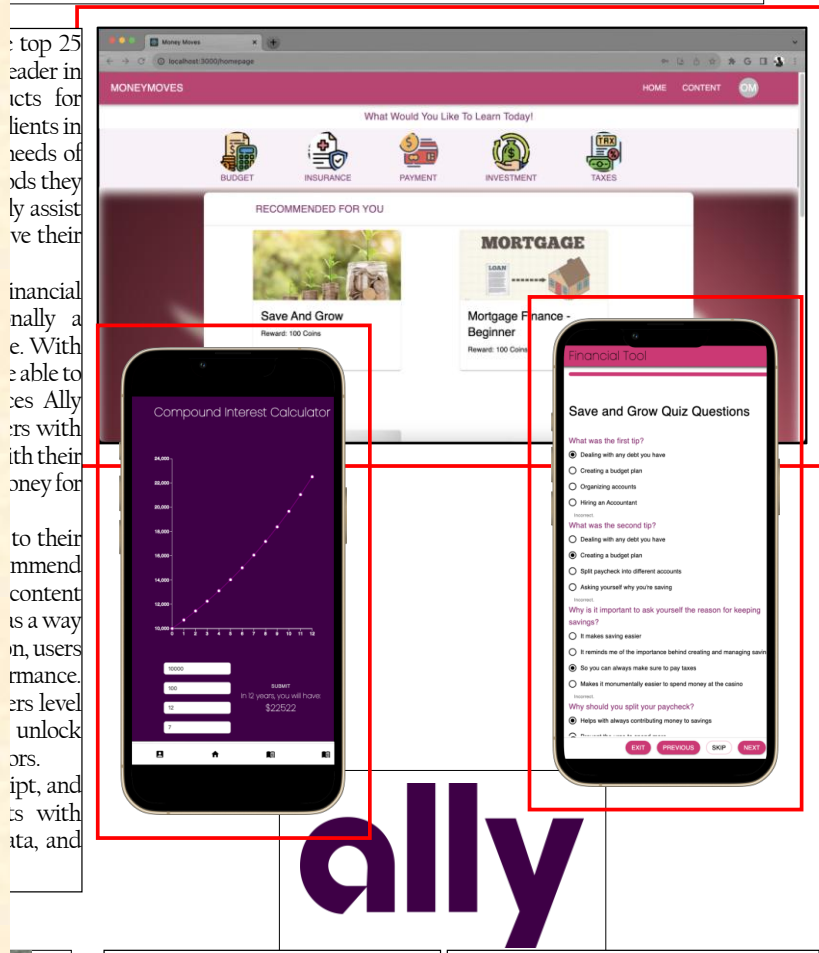 top 25
eader in
ucts for
lients in
needs of
ods they
ly assist
ve their
inancial
nally a
e. With
e able to
ces Ally
ers with
ith their
oney for
to their
mmend
content
as a way
on, users
rmance.
ers level
unlock
ors.
ipt, and
ts with
ata, and
Money Moves
localhost:3000/homepage
MONEYMOVES
HOME CONTENT OM
What Would You Like To Learn Today!
BUDGET INSURANCE PAYMENT INVESTMENT TAXES
TAX
RECOMMENDED FOR YOU
MORTGAGE
LOAN
Save And Grow
Reward: 100 Coins
Mortgage Finance -
Beginner
Reward: 100 Coins
Compound Interest Calculator
24,000
22,000
20,000
18,000
16,000
14,000
12,000
10,000
0 1 2 3 4 5 6 7 8 9 10 11 12
10000
100
12
7
SUBMIT
In 12 years, you will have:
$22522
Financial Tool
Save and Grow Quiz Questions
What was the first tip?
Dealing with any debt you have
Creating a budget plan
Organizing accounts
Hiring an Accountant
Incorrect
What was the second tip?
Dealing with any debt you have
Creating a budget plan
Split paycheck into different accounts
Asking yourself why you're saving
Incorrect
Why is it important to ask yourself the reason for keeping
savings?
It makes saving easier
It reminds me of the importance behind creating and managing savin
So you can always make sure to pay taxes
Makes it monumentally easier to spend money at the casino
Incorrect
Why should you split your paycheck?
Helps with always contributing money to savings
EXIT PREVIOUS SKIP NEXT
ally